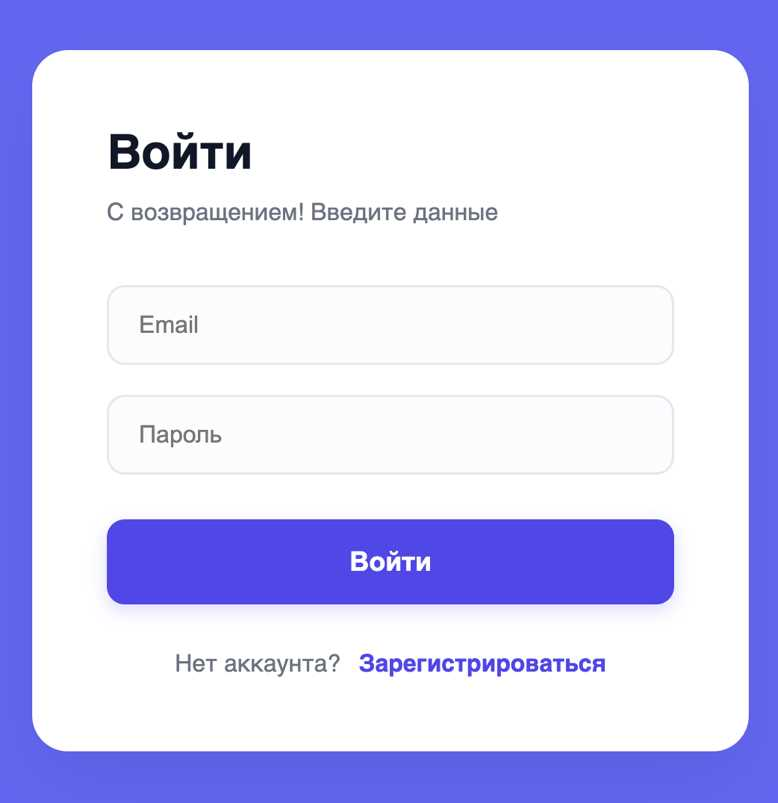 Войти
С возвращением! Введите данные
Email
Пароль
Войти
Нет аккаунта? Зарегистрироваться